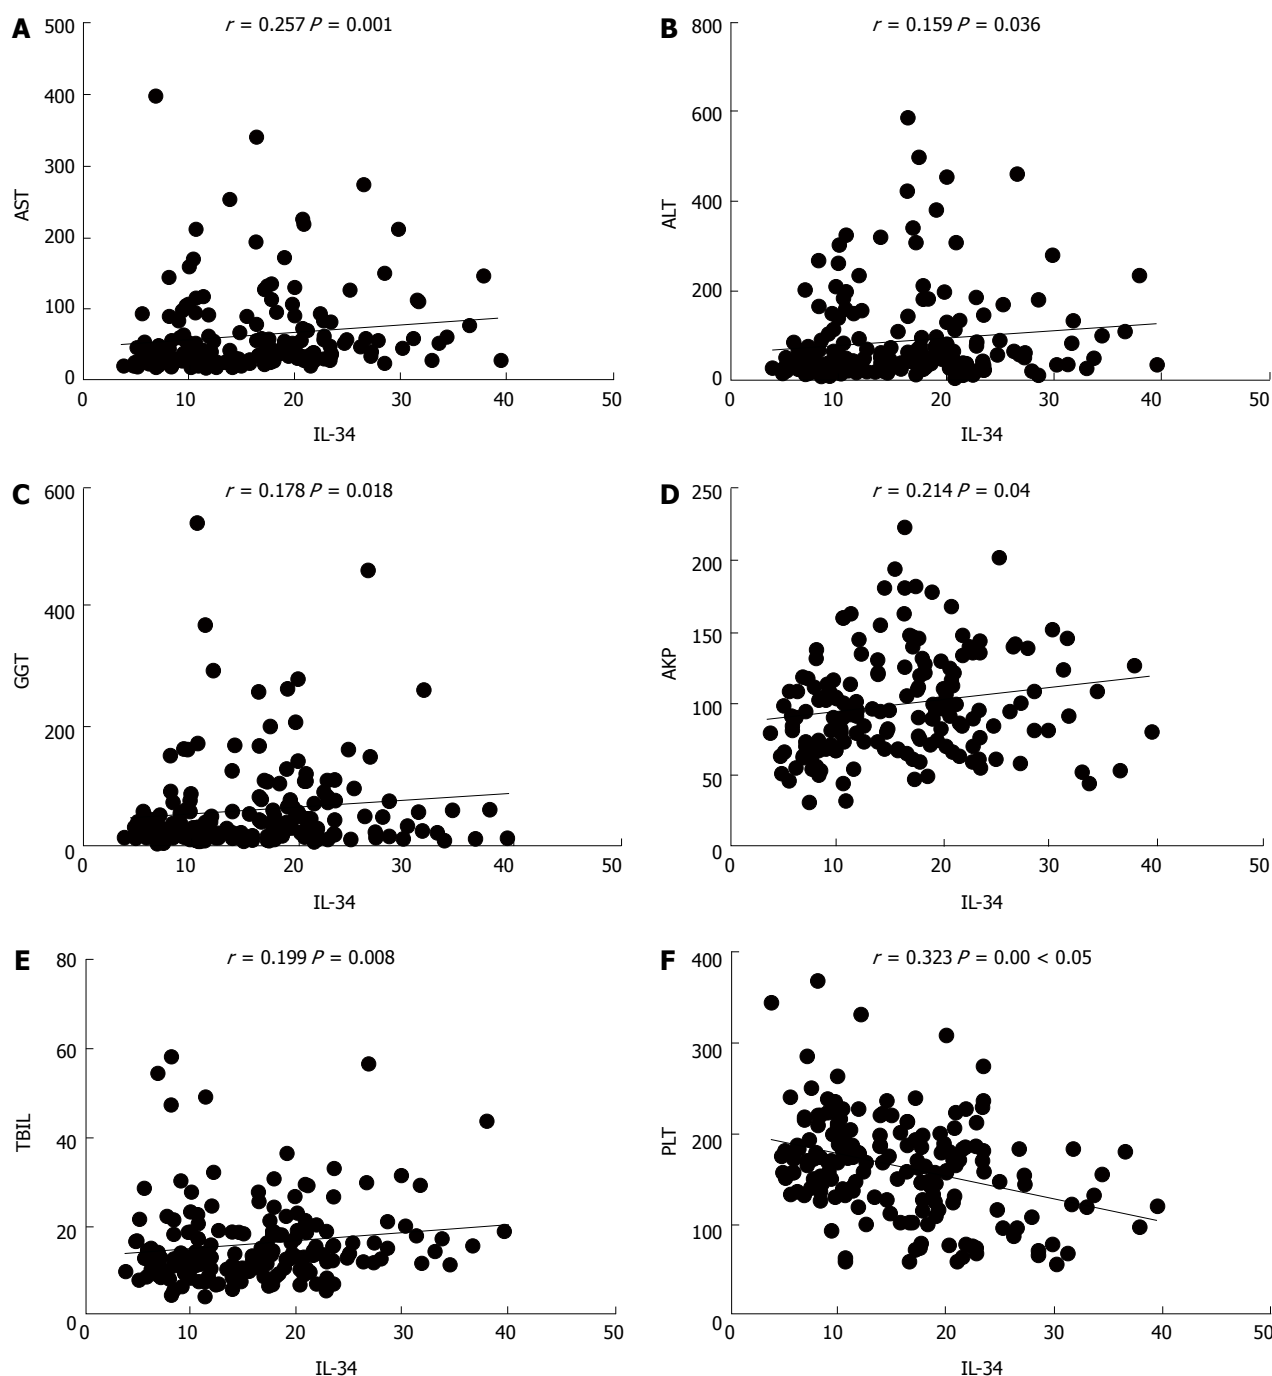 A
r = 0.257 P = 0.001
500
400
300
200
100
0
AST
0 10 20 30 40 50
IL-34
B
r = 0.159 P = 0.036
800
600
400
200
0
ALT
0 10 20 30 40 50
IL-34
C
r = 0.178 P = 0.018
600
400
200
0
GGT
0 10 20 30 40 50
IL-34
D
r = 0.214 P = 0.04
250
200
150
100
50
0
AKP
0 10 20 30 40 50
IL-34
E
r = 0.199 P = 0.008
80
60
40
20
0
TBIL
0 10 20 30 40 50
IL-34
F
r = 0.323 P = 0.00 < 0.05
400
300
200
100
0
PLT
0 10 20 30 40 50
IL-34